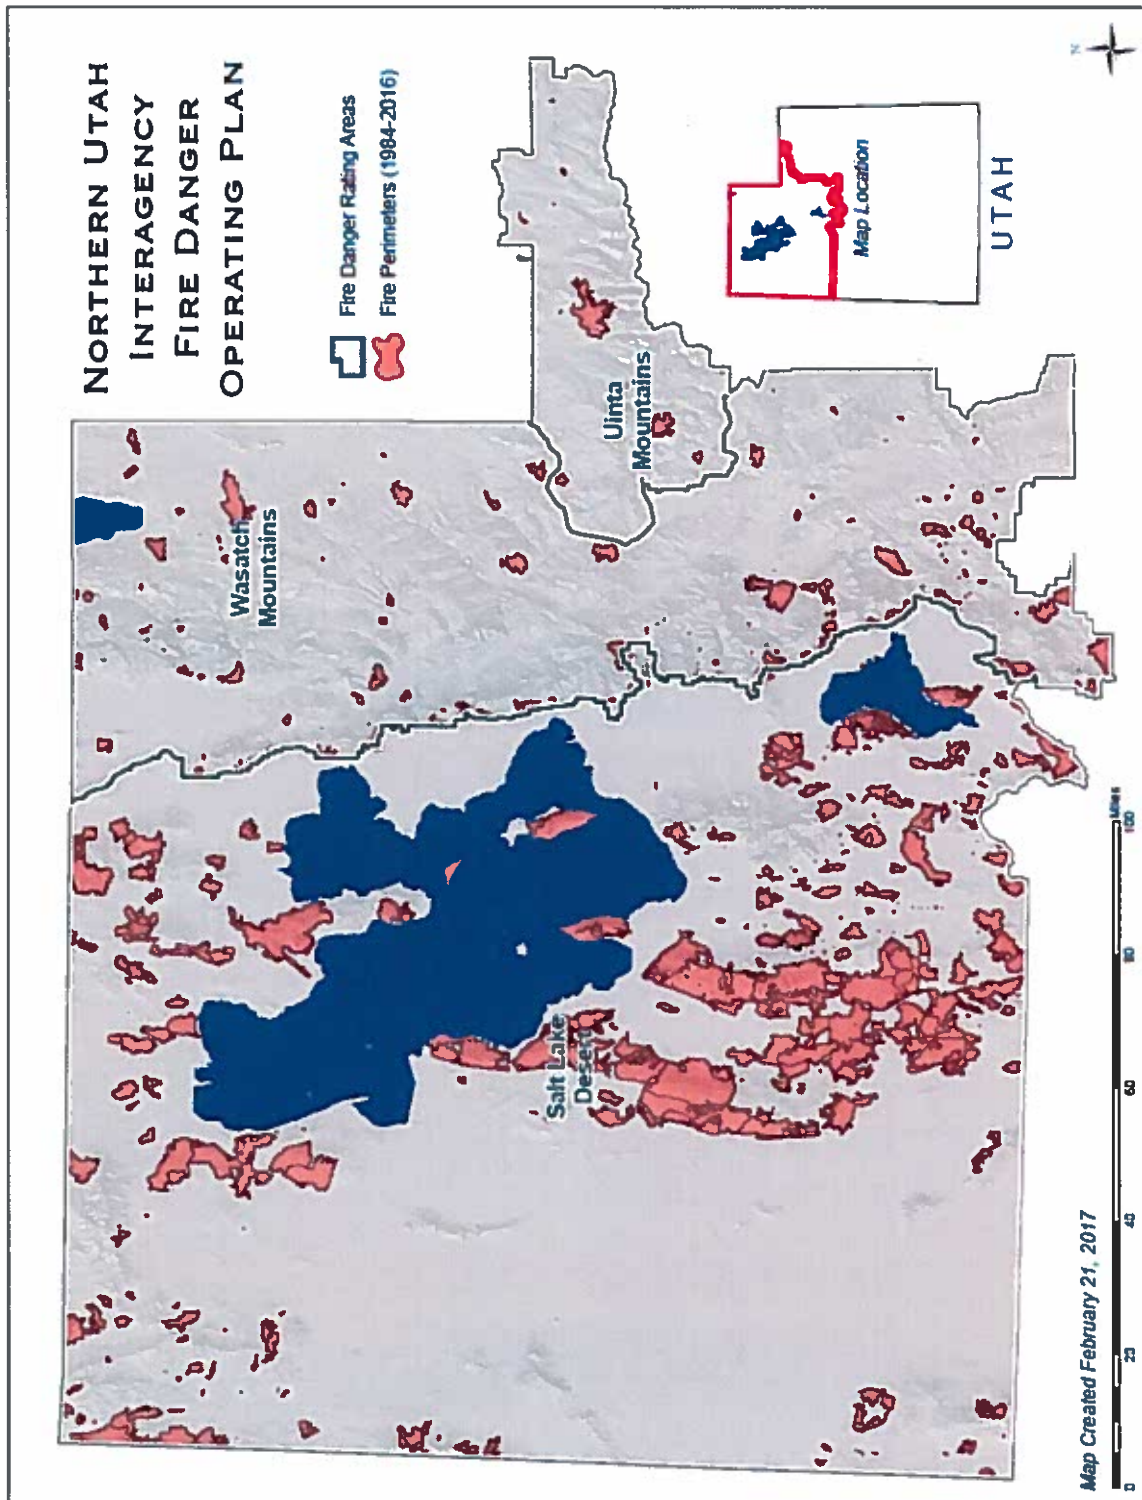 NORTHERN UTAH
INTERAGENCY
FIRE DANGER
OPERATING PLAN
Fire Danger Rating Areas
Fire Perimeters (1984-2016)
Wasatch
Mountains
Uinta
Mountains
Salt Lake
Desert
Map Location
UTAH
N
Map Created February 21, 2017
0 20 40 60 80 100
Miles